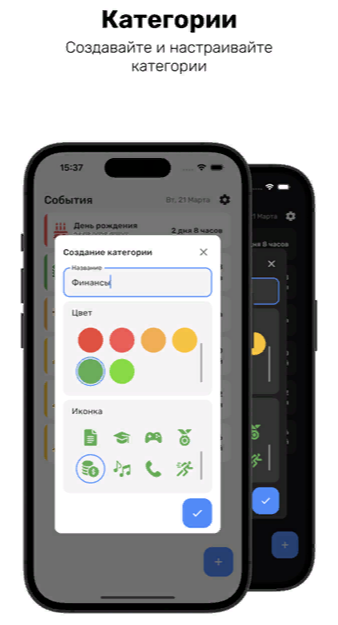 Категории
Создавайте и настраивайте
категории
15:37
События
Вт, 21 Марта
День рождения
2 дня 8 часов
Создание категории
Название
Финансы
Цвет
Иконка
21 Марта
дня 8 часов